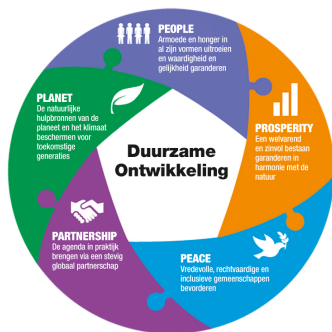 PEOPLE
Armoede en honger in
al zijn vormen uitroeien
en waardigheid en
gelijkheid garanderen
PROSPERITY
Een welvarend
en zinvol bestaan
garanderen in
harmonie met de
natuur
PEACE
Vredevolle, rechtvaardige en
inclusieve gemeenschappen
bevorderen
PARTNERSHIP
De agenda in praktijk
brengen via een stevig
globaal partnerschap
PLANET
De natuurlijke
hulpbronnen van de
planeet en het klimaat
beschermen voor
toekomstige
generaties
Duurzame
Ontwikkeling